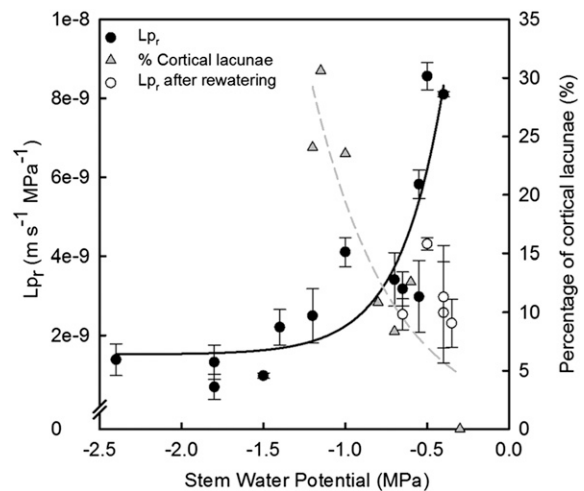 1e-8
8e-9
6e-9
4e-9
2e-9
0
Lpr (m s⁻¹ MPa⁻¹)
Lpr
% Cortical lacunae
Lpr after rewatering
35
30
25
20
15
10
5
0
Percentage of cortical lacunae (%)
-2.5 -2.0 -1.5 -1.0 -0.5 0.0
Stem Water Potential (MPa)